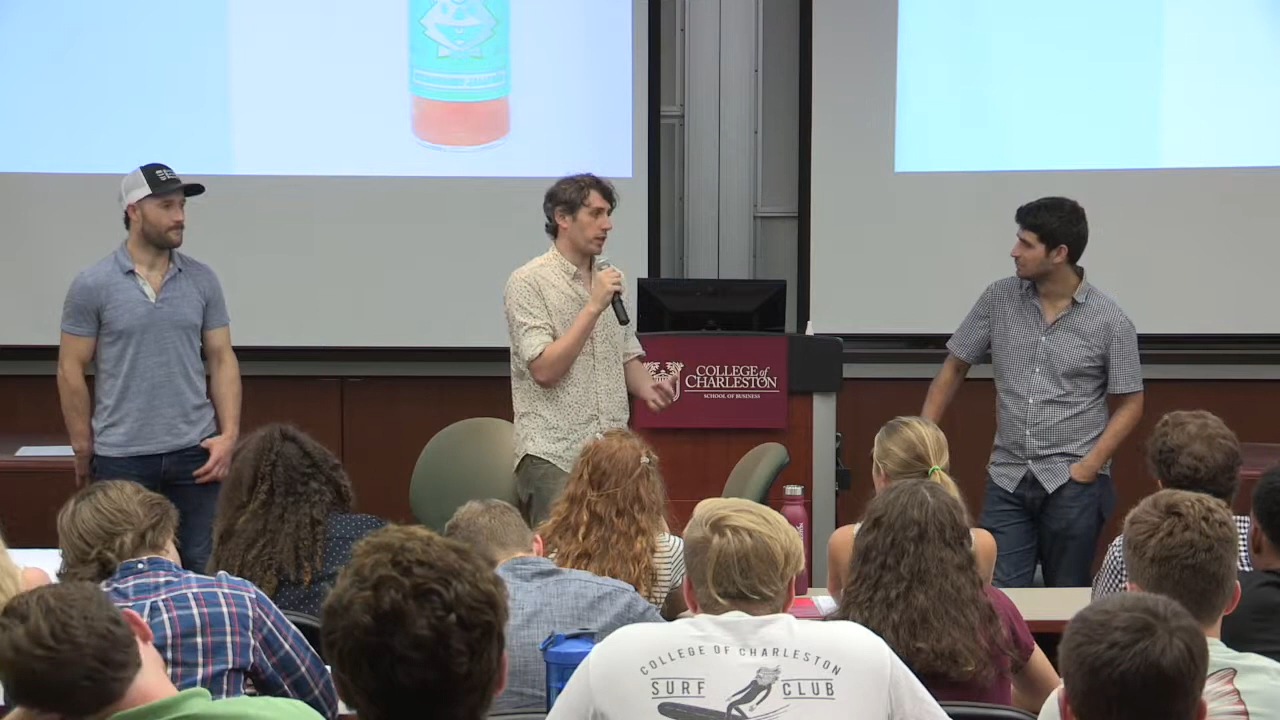 COLLEGE of
CHARLESTON
SCHOOL OF BUSINESS
COLLEGE OF CHARLESTON
SURF CLUB